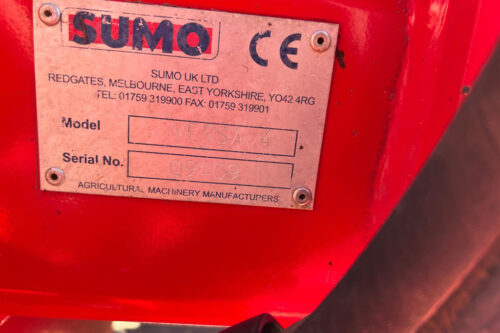 SUMO CE
SUMO UK LTD
REDGATES, MELBOURNE, EAST YORKSHIRE, YO42 4RG
TEL: 01759 319900 FAX: 01759 319901
Model
Serial No.
AGRICULTURAL MACHINERY MANUFACTURERS